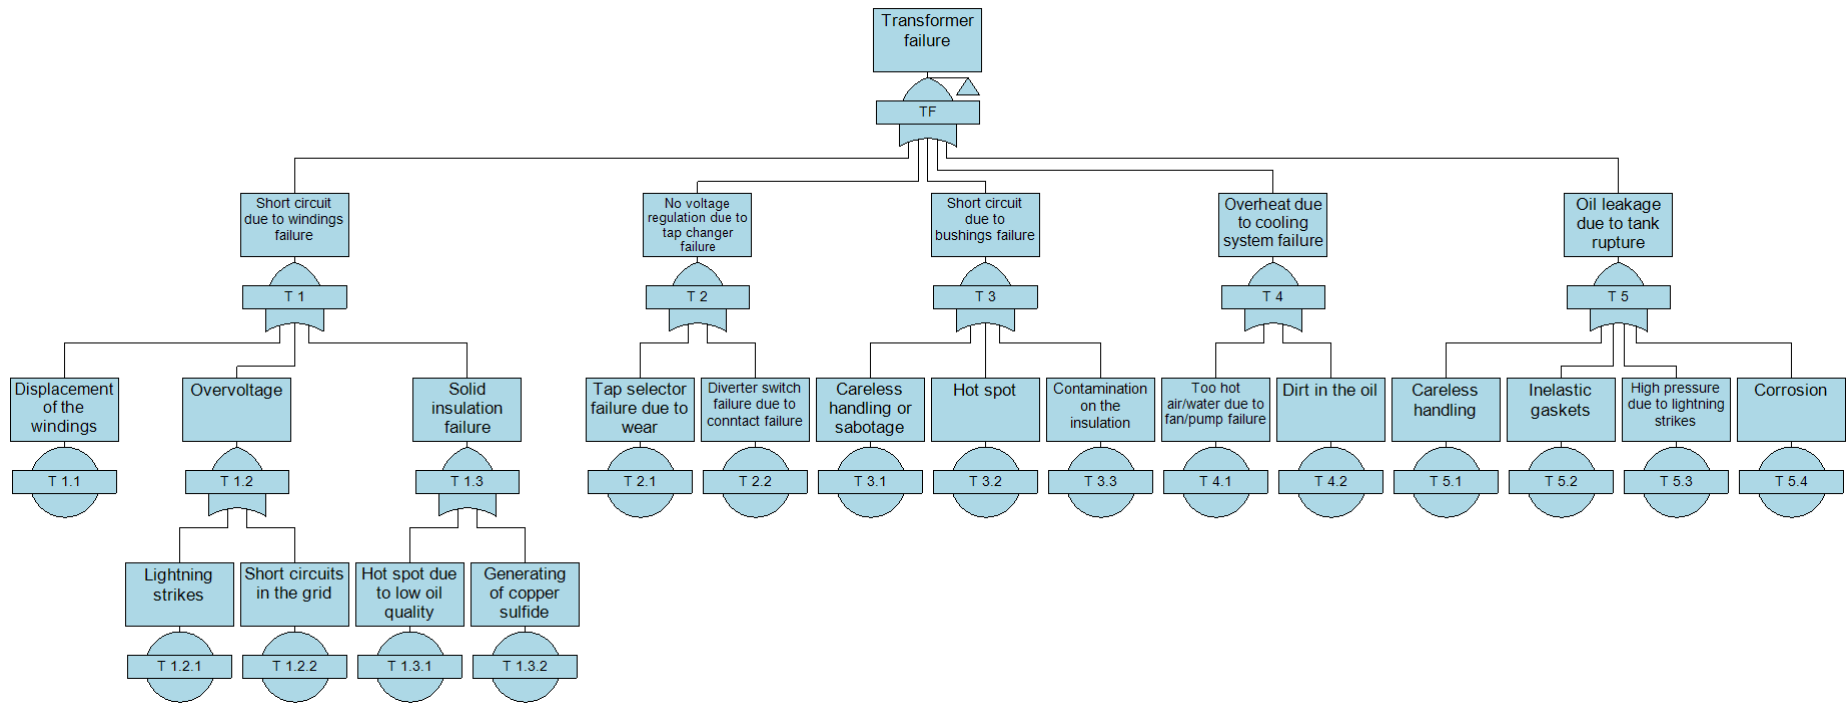 Transformer
failure
TF
Short circuit
due to windings
failure
No voltage
regulation due to
tap changer
failure
Short circuit
due to
bushings failure
Overheat due
to cooling
system failure
Oil leakage
due to tank
rupture
T 1
T 2
T 3
T 4
T 5
Displacement
of the
windings
Overvoltage
Solid
insulation
failure
Tap selector
failure due to
wear
Diverter switch
failure due to
conntact failure
Careless
handling or
sabotage
Hot spot
Contamination
on the
insulation
Too hot
air/water due to
fan/pump failure
Dirt in the oil
Careless
handling
Inelastic
gaskets
High pressure
due to lightning
strikes
Corrosion
T 1.1
T 1.2
T 1.3
T 2.1
T 2.2
T 3.1
T 3.2
T 3.3
T 4.1
T 4.2
T 5.1
T 5.2
T 5.3
T 5.4
Lightning
strikes
Short circuits
in the grid
Hot spot due
to low oil
quality
Generating
of copper
sulfide
T 1.2.1
T 1.2.2
T 1.3.1
T 1.3.2